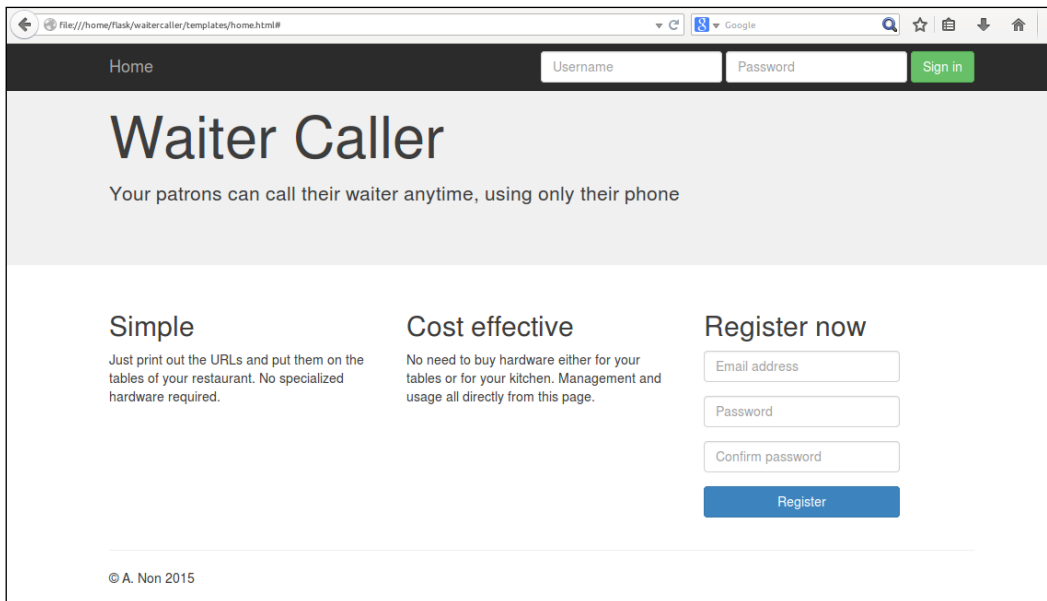 file:///home/flask/waitercaller/templates/home.html#
Google
Home
Username
Password
Sign in
Waiter Caller
Your patrons can call their waiter anytime, using only their phone
Simple
Just print out the URLs and put them on the
tables of your restaurant. No specialized
hardware required.
Cost effective
No need to buy hardware either for your
tables or for your kitchen. Management and
usage all directly from this page.
Register now
Email address
Password
Confirm password
Register
© A. Non 2015